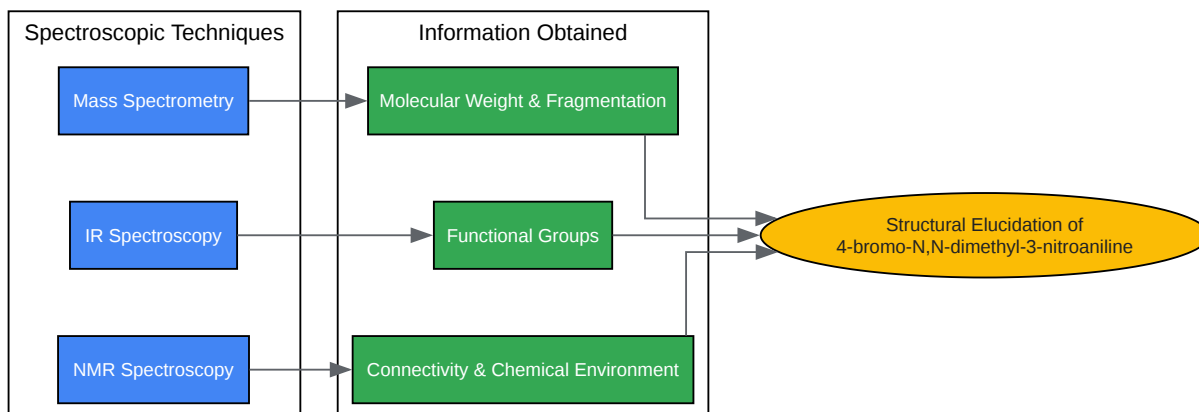 Spectroscopic Techniques
Information Obtained
Mass Spectrometry
Molecular Weight & Fragmentation
IR Spectroscopy
Functional Groups
Structural Elucidation of
4-bromo-N,N-dimethyl-3-nitroaniline
NMR Spectroscopy
Connectivity & Chemical Environment